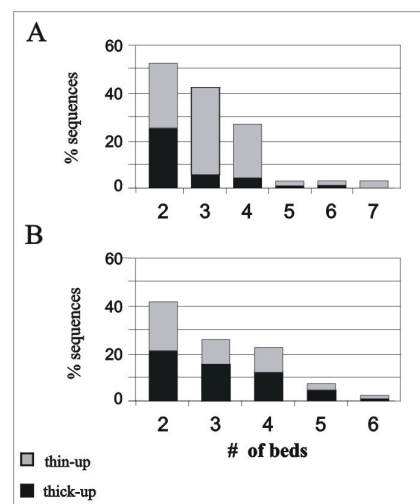 A
60
40
20
0
% sequences
2 3 4 5 6 7
B
60
40
20
0
% sequences
2 3 4 5 6
# of beds
thin-up
thick-up